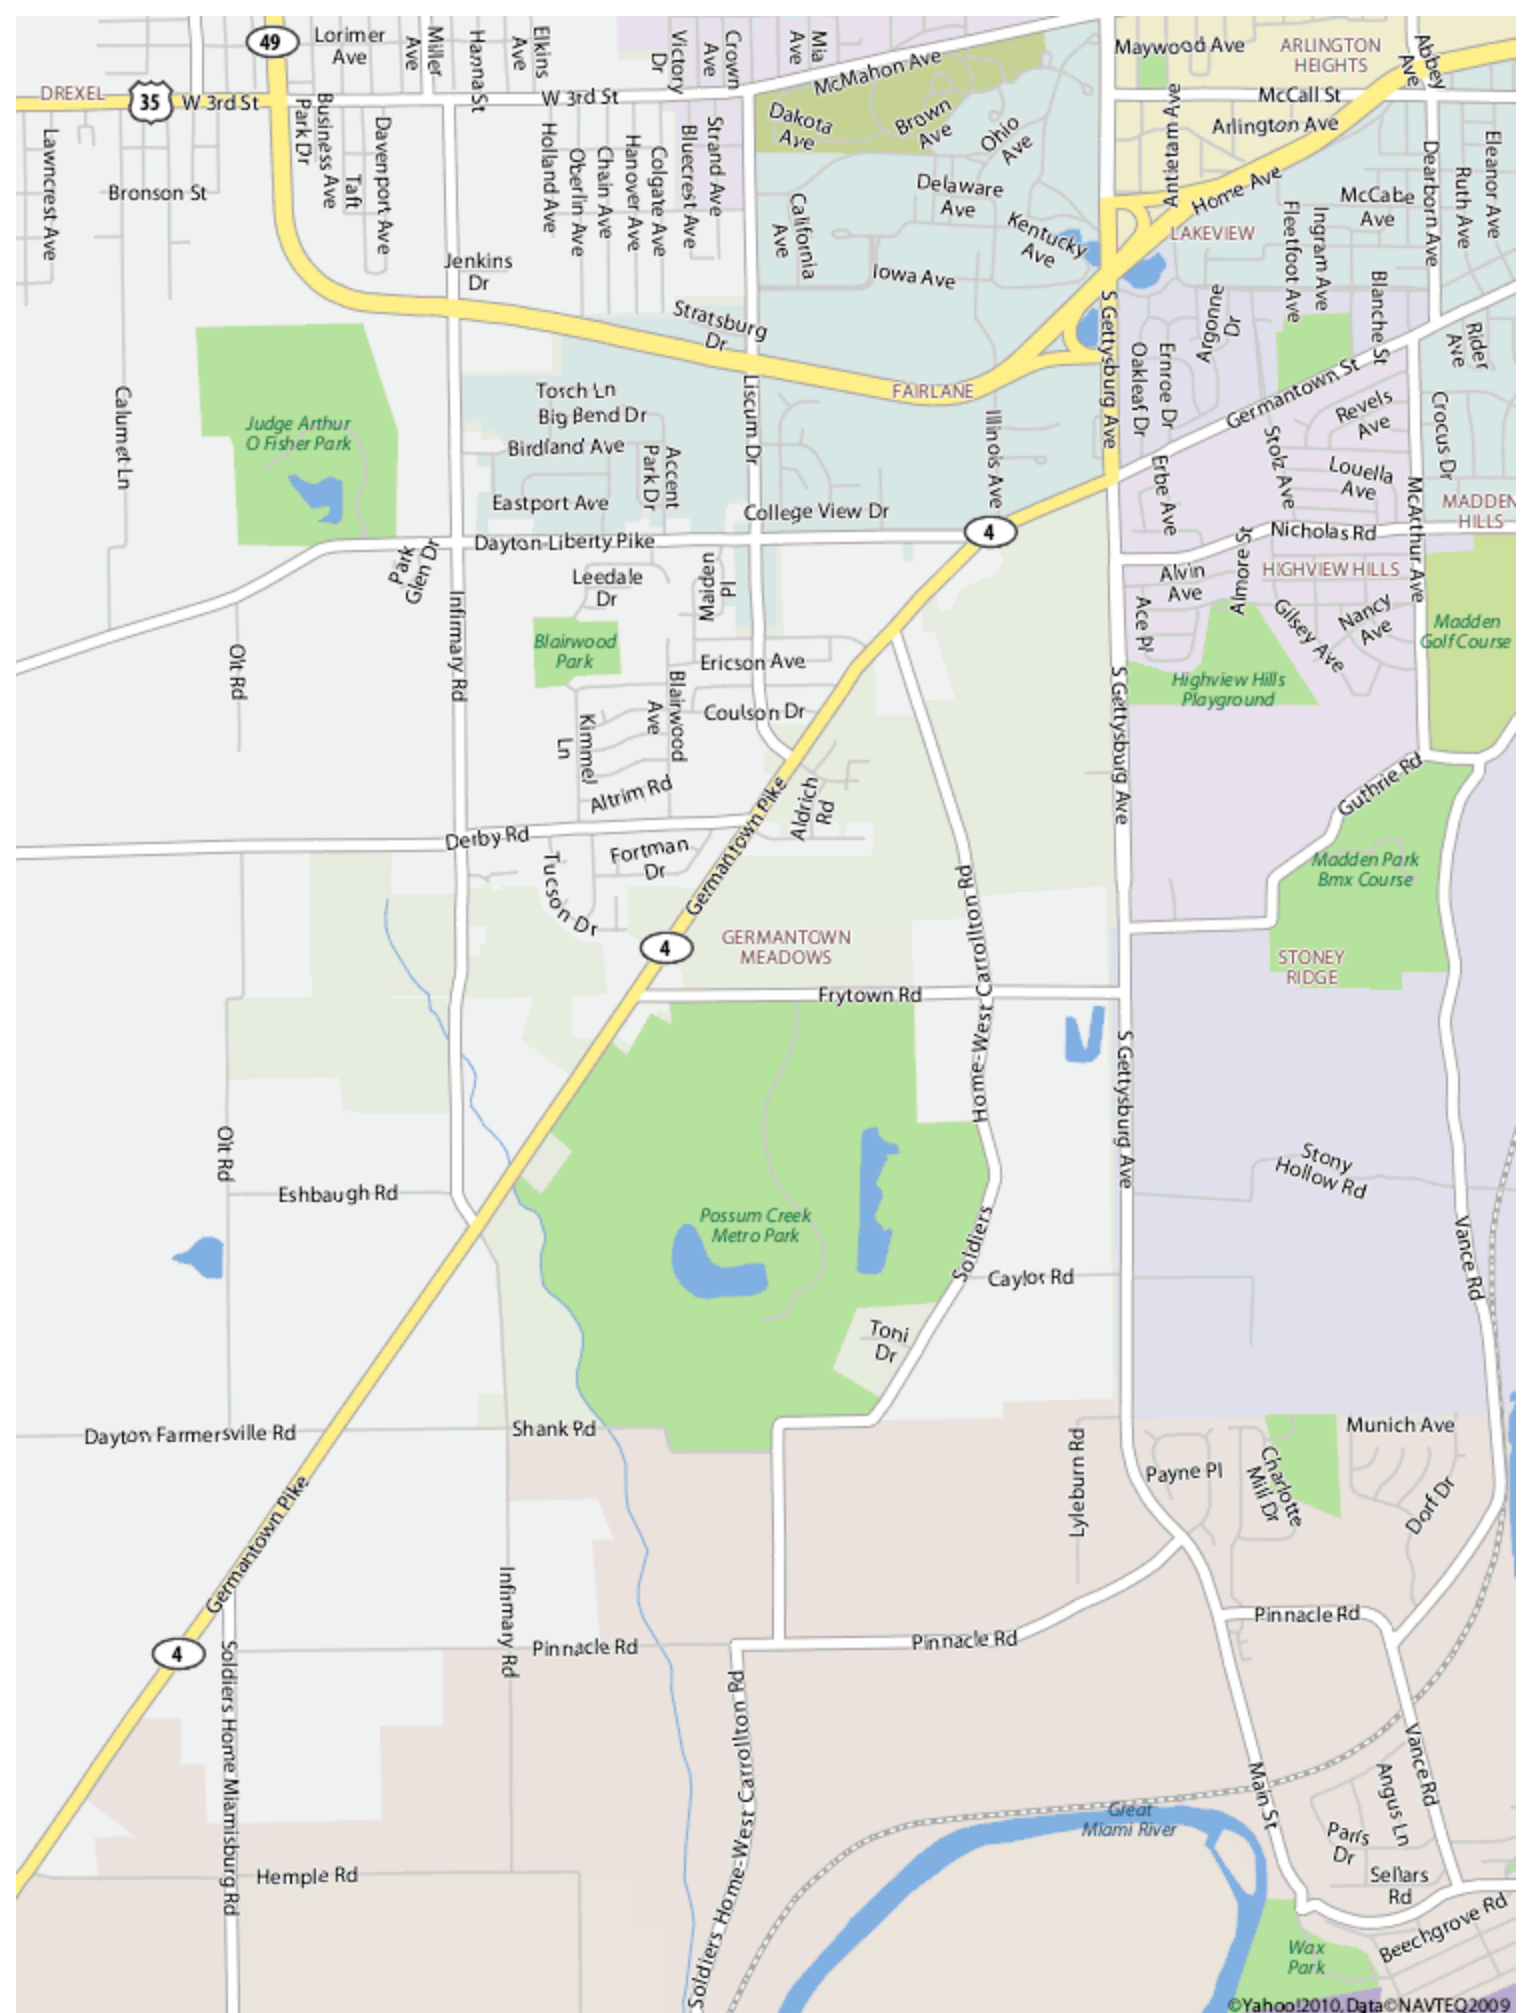 49
Lorimer
Ave
Ave
Miller
Hanna St
Ave
Elkins
Victory
Dr
Crown
Ave
Mia
Ave
McMahon Ave
Maywood Ave
ARLINGTON
HEIGHTS
Abbey
Ave
DREXEL
35
W 3rd St
W 3rd St
McCall St
Arlington Ave
Antietam Ave
Home Ave
Lawncrest Ave
Bronson St
Business Ave
Park Dr
Taft
Davenport Ave
Holland Ave
Oberlin Ave
Chain Ave
Hanover Ave
Colgate Ave
Bluecrest Ave
Strand Ave
Dakota
Ave
Brown
Ave
Ohio
Ave
Delaware
Ave
Kentucky
Ave
California
Ave
Iowa Ave
LAKEVIEW
McCabe
Ave
Dearborn Ave
Ruth Ave
Eleanor Ave
Fleetfoot Ave
Ingram Ave
Blanche St
Jenkins
Dr
Stratsburg
Dr
FAIRLANE
S Gettysburg Ave
Argonne
Dr
Ernroe Dr
Oakleaf Dr
Germantown St
Rider
Ave
Revels
Ave
Crocus Dr
Calumet Ln
Judge Arthur
O Fisher Park
Tosch Ln
Big Bend Dr
Birdland Ave
Accent
Park Dr
Eastport Ave
Liscum Dr
College View Dr
Illinois Ave
Erbe Ave
Stolz Ave
Louella
Ave
MADDEN
HILLS
4
Dayton-Liberty Pike
Park
Glen Dr
Nicholas Rd
McArthur Ave
HIGHVIEW HILLS
Alvin
Ave
Almore St
Ace Pl
Gilsey Ave
Nancy
Ave
Madden
Golf Course
Leedale
Dr
Malden
Pl
Blairwood
Park
Infirmary Rd
Olt Rd
Ericson Ave
Coulson Dr
Blairwood
Ave
Kimmel
Ln
Altrim Rd
Highview Hills
Playground
S Gettysburg Ave
Guthrie Rd
Derby Rd
Fortman
Dr
Tucson Dr
Germantown Pike
Aldrich
Rd
Madden Park
Bmx Course
STONEY
RIDGE
4
GERMANTOWN
MEADOWS
Frytown Rd
Soldiers Home-West Carrollton Rd
S Gettysburg Ave
Olt Rd
Eshbaugh Rd
Possum Creek
Metro Park
Stony
Hollow Rd
Vance Rd
Caylor Rd
Toni
Dr
Dayton Farmersville Rd
Shank Rd
Lyleburn Rd
Payne Pl
Charlotte
Mill Dr
Munich Ave
Dorf Dr
Germantown Pike
Infirmary Rd
4
Pinnacle Rd
Pinnacle Rd
Pinnacle Rd
Soldiers Home Miamisburg Rd
Soldiers Home-West Carrollton Rd
Main St
Vance Rd
Angus Ln
Paris
Dr
Sellars
Rd
Great
Miami River
Hemple Rd
Beechgrove Rd
Wax
Park
©Yahoo!2010, Data©NAVTEQ2009